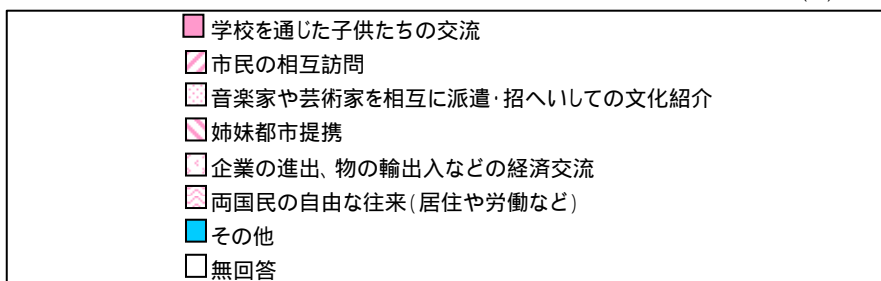 学校を通じた子供たちの交流
市民の相互訪問
音楽家や芸術家を相互に派遣・招へいしての文化紹介
姉妹都市提携
企業の進出、物の輸出入などの経済交流
両国民の自由な往来(居住や労働など)
その他
無回答